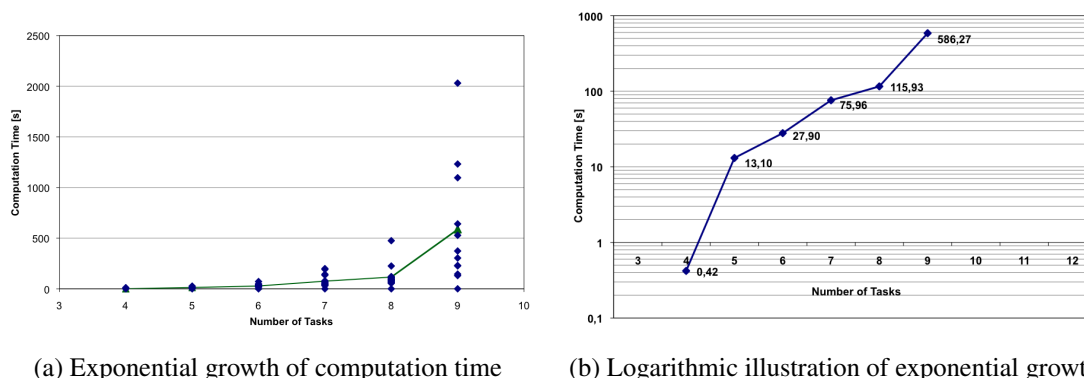 2500
2000
1500
1000
500
0
Computation Time [s]
3 4 5 6 7 8 9 10
Number of Tasks
(a) Exponential growth of computation time
1000
100
10
1
0,1
Computation Time [s]
586,27
115,93
75,96
27,90
13,10
0,42
3 4 5 6 7 8 9 10 11 12
Number of Tasks
(b) Logarithmic illustration of exponential growt